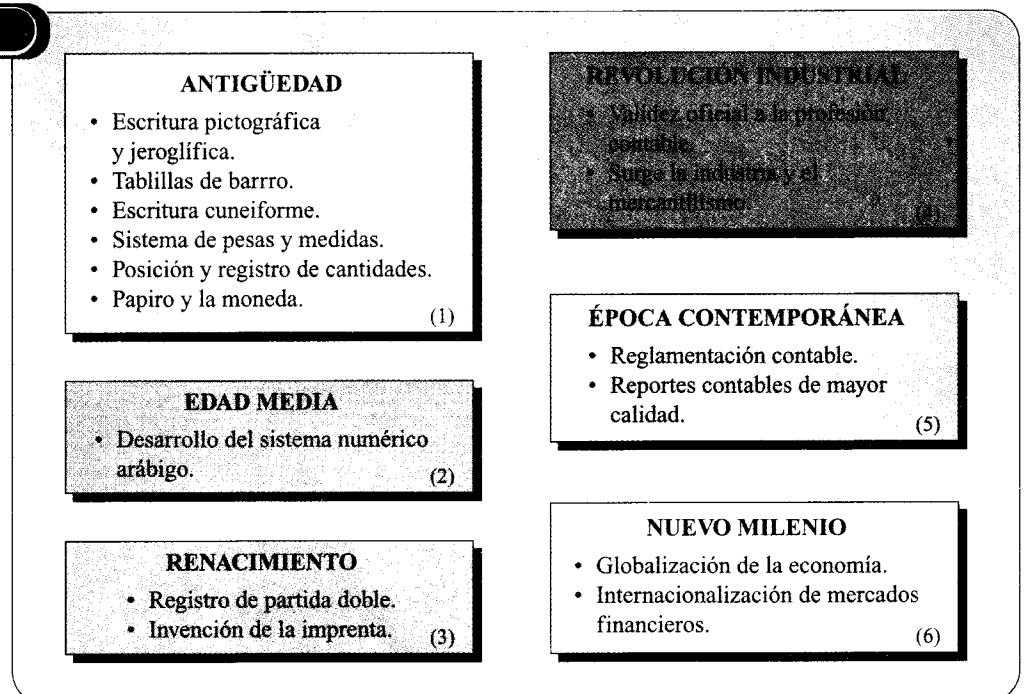 ANTIGÜEDAD
• Escritura pictográfica
y jeroglífica.
• Tablillas de barrro.
• Escritura cuneiforme.
• Sistema de pesas y medidas.
• Posición y registro de cantidades.
• Papiro y la moneda.
(1)
EDAD MEDIA
• Desarrollo del sistema numérico
arábigo.
(2)
RENACIMIENTO
• Registro de partida doble.
• Invención de la imprenta.
(3)
REVOLUCIÓN INDUSTRIAL
• Validez oficial a la profesión
contable.
• Surge la industria y el
mercantilismo.
(4)
ÉPOCA CONTEMPORÁNEA
• Reglamentación contable.
• Reportes contables de mayor
calidad.
(5)
NUEVO MILENIO
• Globalización de la economía.
• Internacionalización de mercados
financieros.
(6)